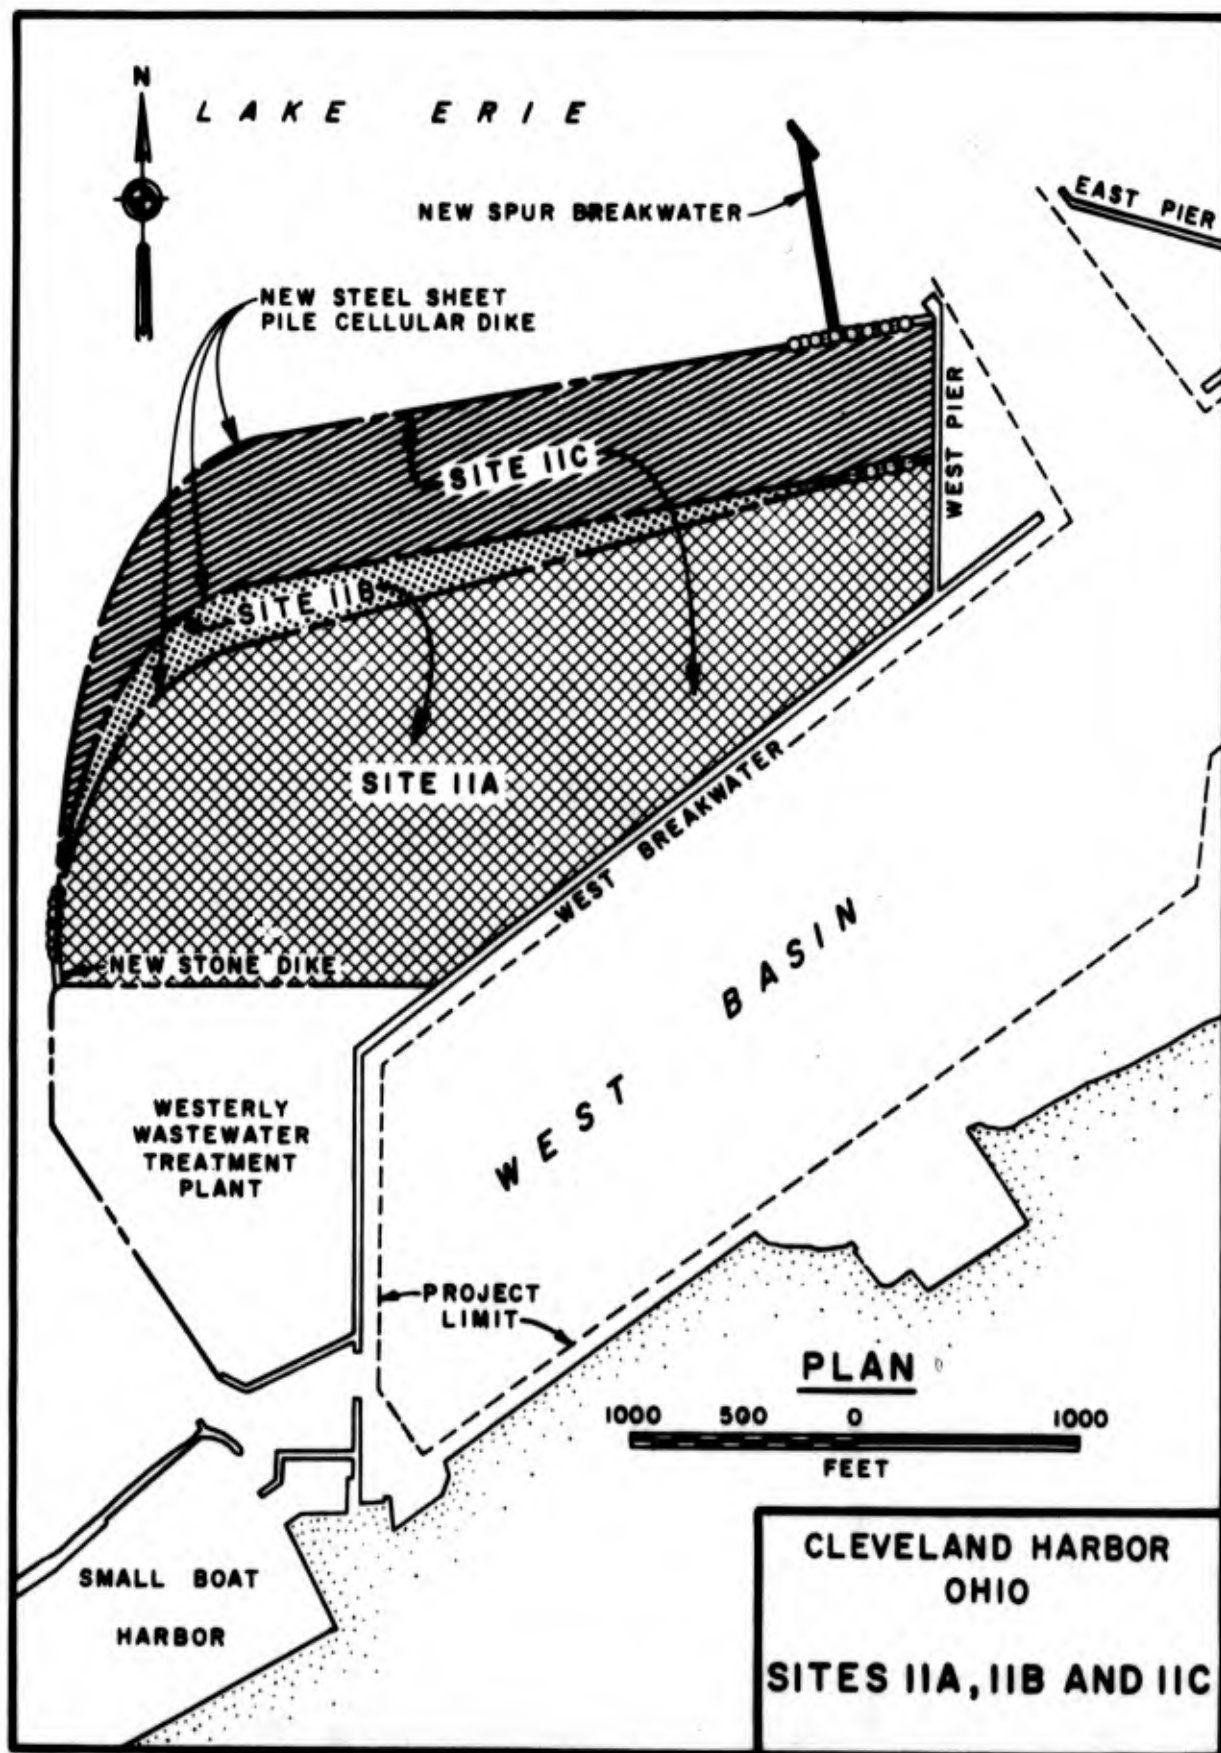 N
LAKE ERIE
NEW SPUR BREAKWATER
EAST PIER
NEW STEEL SHEET
PILE CELLULAR DIKE
WEST PIER
SITE IIC
SITE IIB
SITE IIA
WEST BREAKWATER
NEW STONE DIKE
WEST BASIN
WESTERLY
WASTEWATER
TREATMENT
PLANT
PROJECT
LIMIT
PLAN
1000 500 0 1000
FEET
SMALL BOAT
HARBOR
CLEVELAND HARBOR
OHIO
SITES IIA, IIB AND IIC